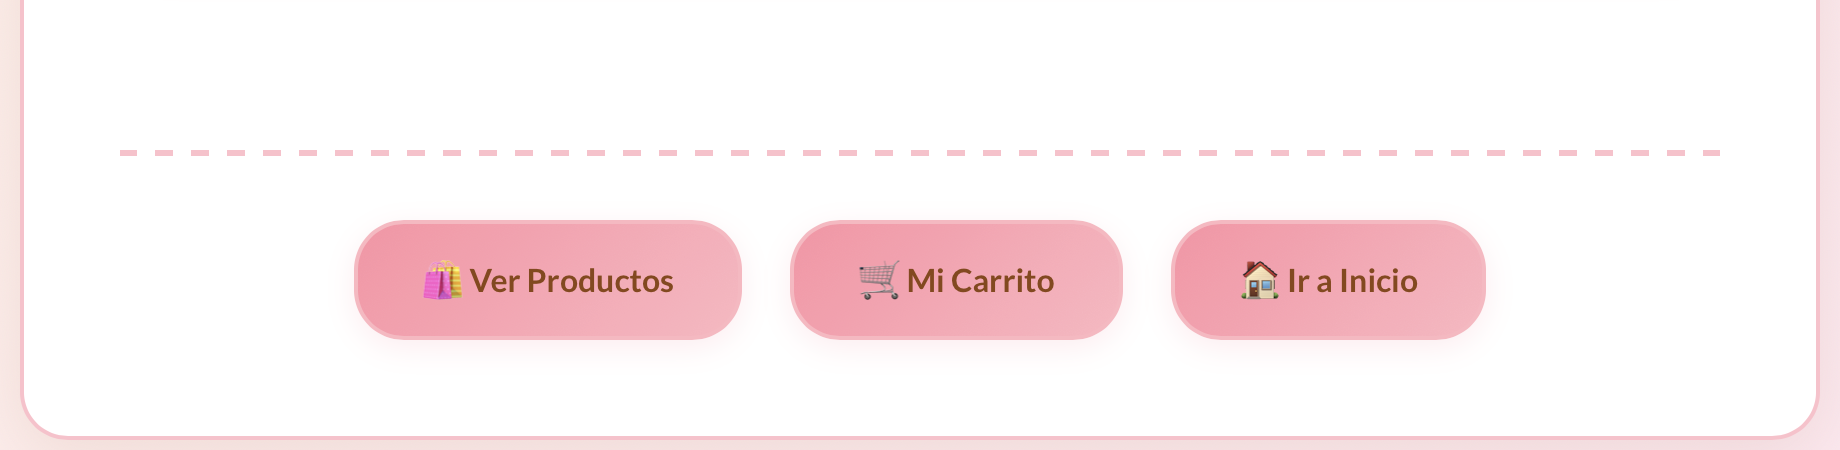 🛍️ Ver Productos
🛒 Mi Carrito
🏠 Ir a Inicio